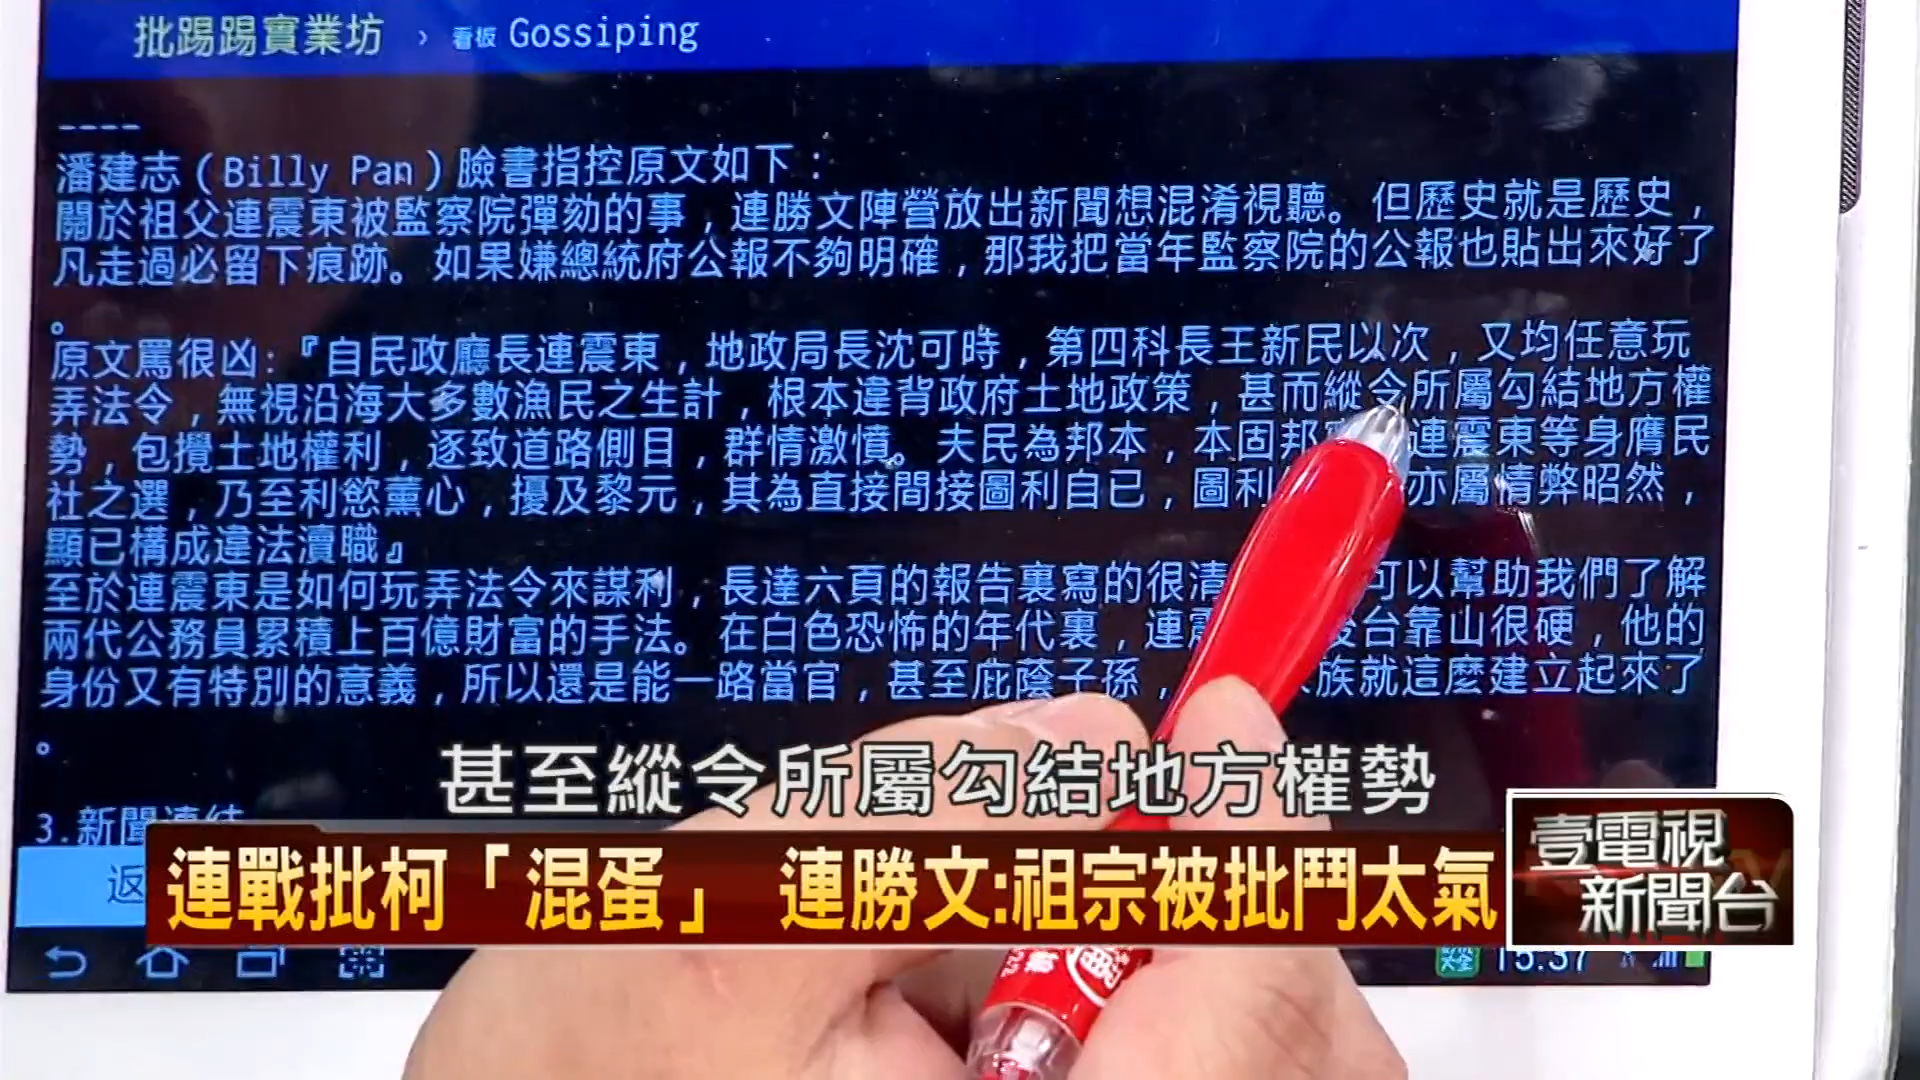 批踢踢實業坊 › 看板 Gossiping
----
潘建志(Billy Pan)臉書指控原文如下:
關於祖父連震東被監察院彈劾的事,連勝文陣營放出新聞想混淆視聽。但歷史就是歷史,
凡走過必留下痕跡。如果嫌總統府公報不夠明確,那我把當年監察院的公報也貼出來好了
。
原文罵很凶:『自民政廳長連震東,地政局長沈可時,第四科長王新民以次,又均任意玩
弄法令,無視沿海大多數漁民之生計,根本違背政府土地政策,甚而縱令所屬勾結地方權
勢,包攬土地權利,逐致道路側目,群情激憤。夫民為邦本,本固邦 連震東等身膺民
社之選,乃至利慾薰心,擾及黎元,其為直接間接圖利自已,圖利 亦屬情弊昭然,
顯已構成違法瀆職』
至於連震東是如何玩弄法令來謀利,長達六頁的報告裏寫的很清 可以幫助我們了解
兩代公務員累積上百億財富的手法。在白色恐怖的年代裏,連 後台靠山很硬,他的
身份又有特別的意義,所以還是能一路當官,甚至庇蔭子孫, 族就這麼建立起來了
。
3.新聞連結
返
甚至縱令所屬勾結地方權勢
連戰批柯「混蛋」 連勝文:祖宗被批鬥太氣
壹電視
新聞台
15:37